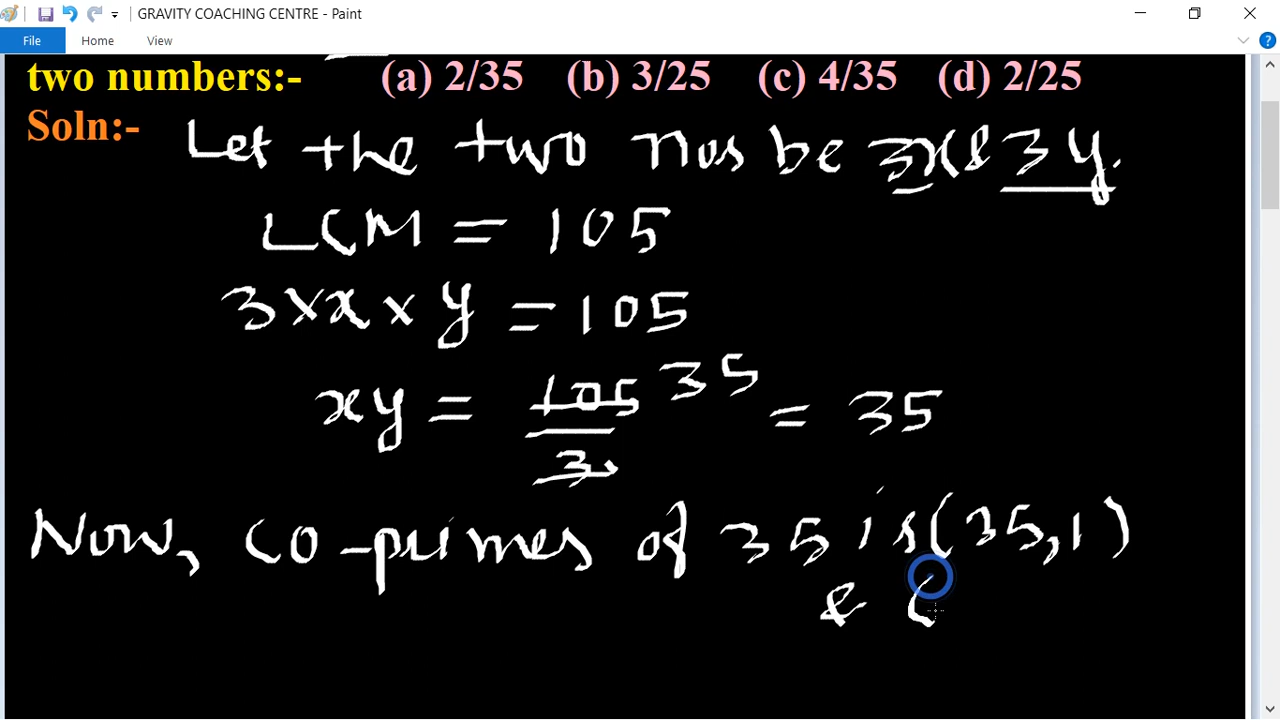 GRAVITY COACHING CENTRE - Paint
File Home View
two numbers:- (a) 2/35 (b) 3/25 (c) 4/35 (d) 2/25
Soln:- Let the two nos be 3x & 3y.
LCM = 105
3 × x × y = 105
xy = 105/3 35 = 35
Now, co-primes of 35 is (35,1)
& (